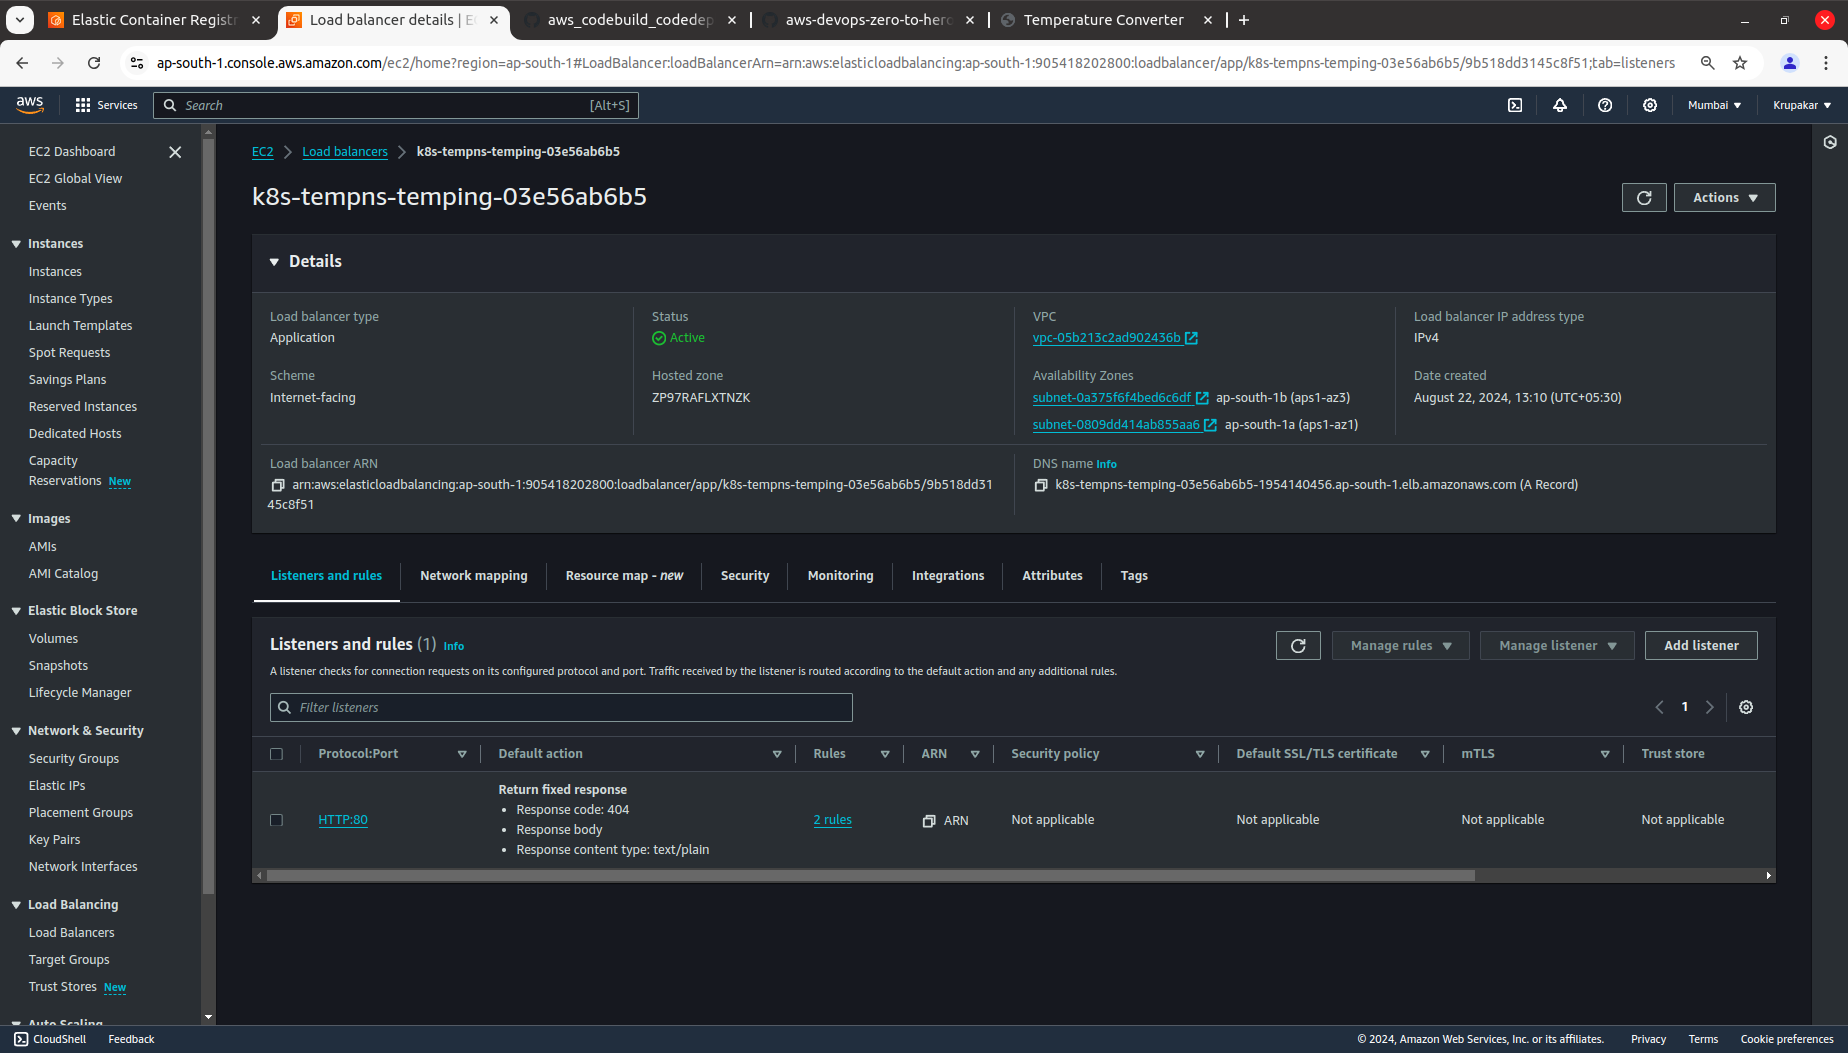 Elastic Container Registr
Load balancer details | EC
aws_codebuild_codedep
aws-devops-zero-to-hero
Temperature Converter
ap-south-1.console.aws.amazon.com/ec2/home?region=ap-south-1#LoadBalancer:loadBalancerArn=arn:aws:elasticloadbalancing:ap-south-1:905418202800:loadbalancer/app/k8s-tempns-temping-03e56ab6b5/9b518dd3145c8f51;tab=listeners
aws
Services
Search
[Alt+S]
Mumbai
Krupakar
EC2 Dashboard
EC2 Global View
Events
Instances
Instances
Instance Types
Launch Templates
Spot Requests
Savings Plans
Reserved Instances
Dedicated Hosts
Capacity
Reservations New
Images
AMIs
AMI Catalog
Elastic Block Store
Volumes
Snapshots
Lifecycle Manager
Network & Security
Security Groups
Elastic IPs
Placement Groups
Key Pairs
Network Interfaces
Load Balancing
Load Balancers
Target Groups
Trust Stores New
Auto Scaling
EC2
Load balancers
k8s-tempns-temping-03e56ab6b5
k8s-tempns-temping-03e56ab6b5
Actions
Details
Load balancer type
Application
Status
Active
VPC
vpc-05b213c2ad902436b
Load balancer IP address type
IPv4
Scheme
Internet-facing
Hosted zone
ZP97RAFLXTNZK
Availability Zones
subnet-0a375f6f4bed6c6df ap-south-1b (aps1-az3)
subnet-0809dd414ab855aa6 ap-south-1a (aps1-az1)
Date created
August 22, 2024, 13:10 (UTC+05:30)
Load balancer ARN
arn:aws:elasticloadbalancing:ap-south-1:905418202800:loadbalancer/app/k8s-tempns-temping-03e56ab6b5/9b518dd31
45c8f51
DNS name Info
k8s-tempns-temping-03e56ab6b5-1954140456.ap-south-1.elb.amazonaws.com (A Record)
Listeners and rules
Network mapping
Resource map - new
Security
Monitoring
Integrations
Attributes
Tags
Listeners and rules (1) Info
Manage rules
Manage listener
Add listener
A listener checks for connection requests on its configured protocol and port. Traffic received by the listener is routed according to the default action and any additional rules.
Filter listeners
1
Protocol:Port
Default action
Rules
ARN
Security policy
Default SSL/TLS certificate
mTLS
Trust store
HTTP:80
Return fixed response
• Response code: 404
• Response body
• Response content type: text/plain
2 rules
ARN
Not applicable
Not applicable
Not applicable
Not applicable
CloudShell
Feedback
© 2024, Amazon Web Services, Inc. or its affiliates.
Privacy
Terms
Cookie preferences